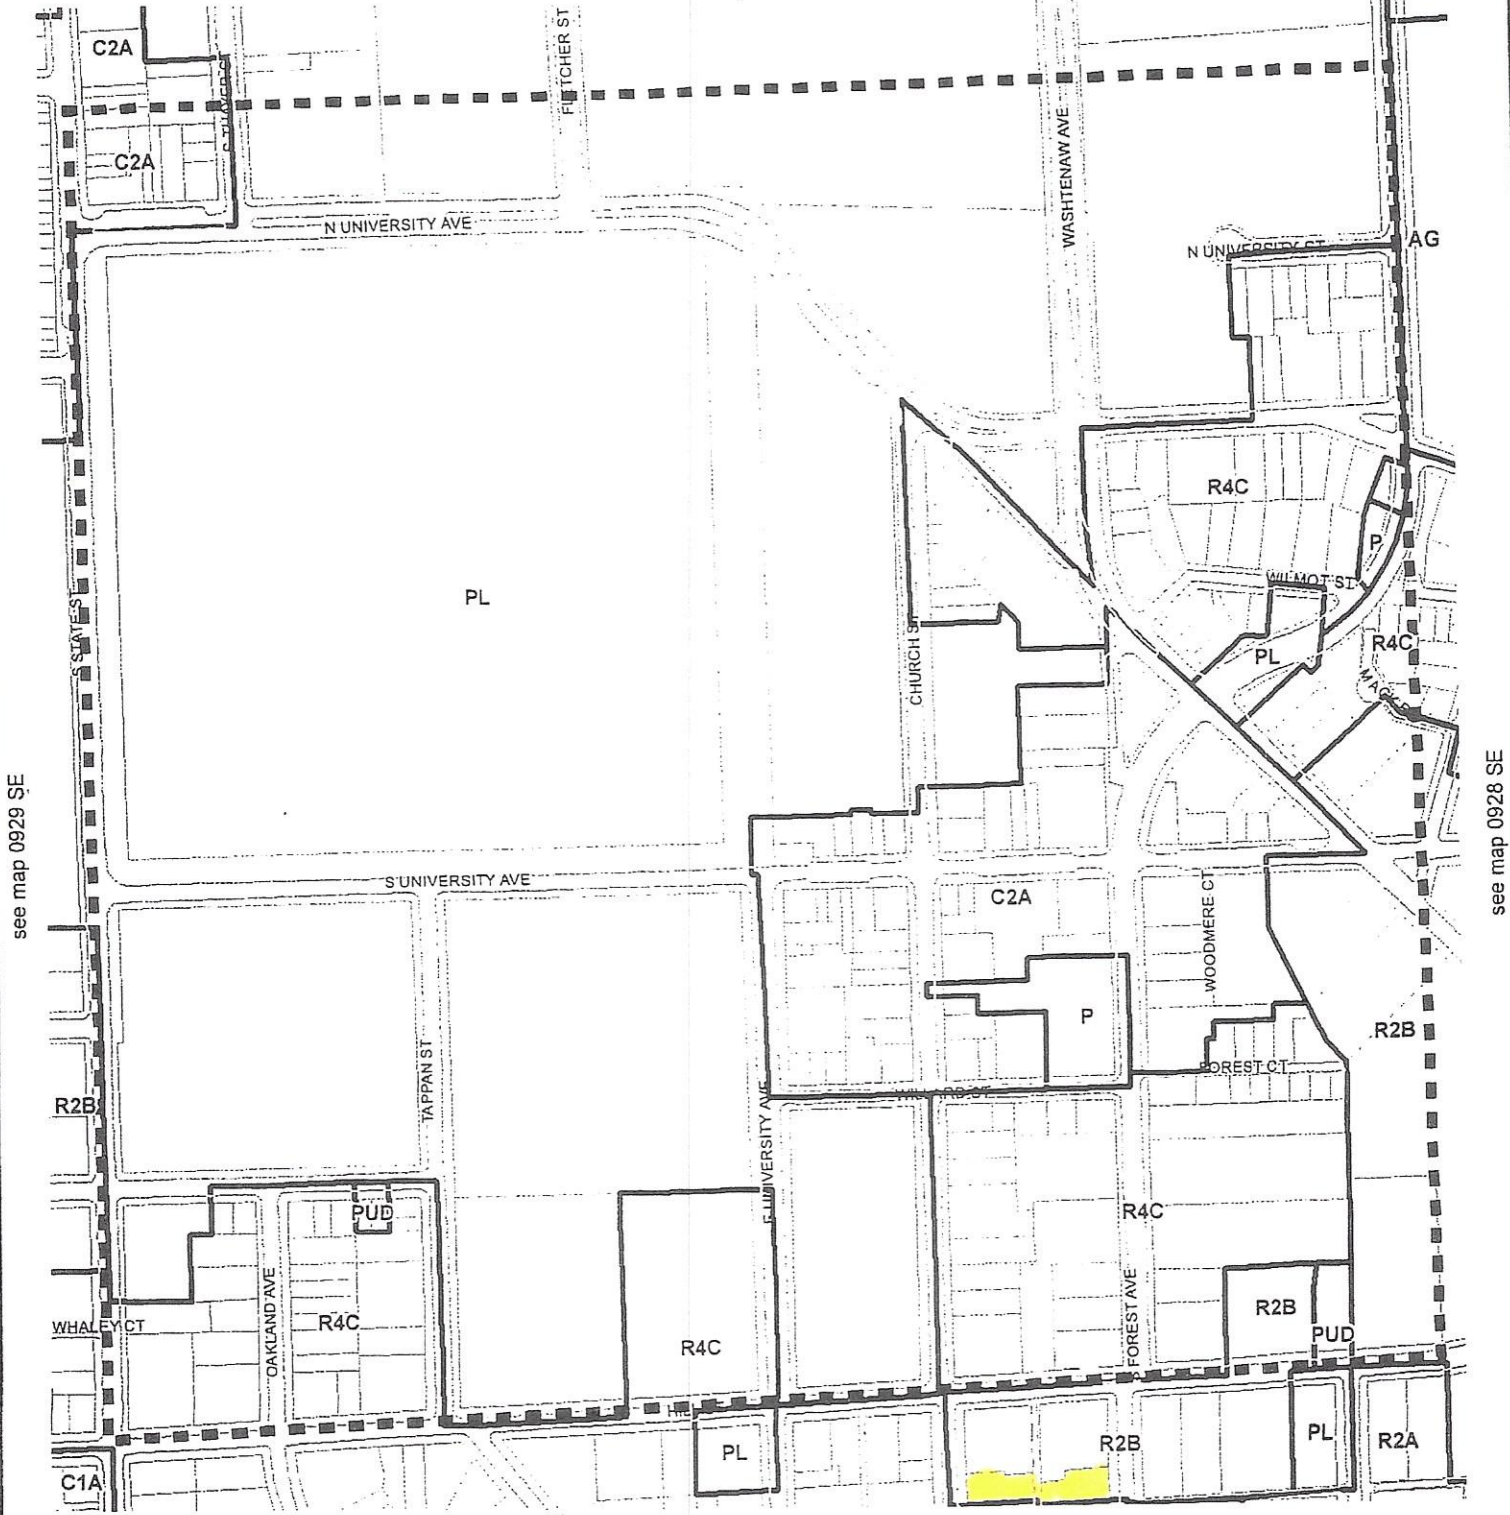 C2A
FLETCHER ST
C2A
WASHTENAW AVE
N UNIVERSITY AVE
N UNIVERSITY ST
AG
R4C
P
WILMOT ST
PL
S STATE ST
CHURCH ST
PL
R4C
see map 0929 SE
see map 0928 SE
S UNIVERSITY AVE
C2A
WOODMERE CT
P
R2B
FOREST CT
TAPPAN ST
R2B
WILLARD ST
E UNIVERSITY AVE
PUD
R4C
OAKLAND AVE
WHALEY CT
R4C
R4C
FOREST AVE
R2B
PUD
PL
R2B
PL
R2A
C1A